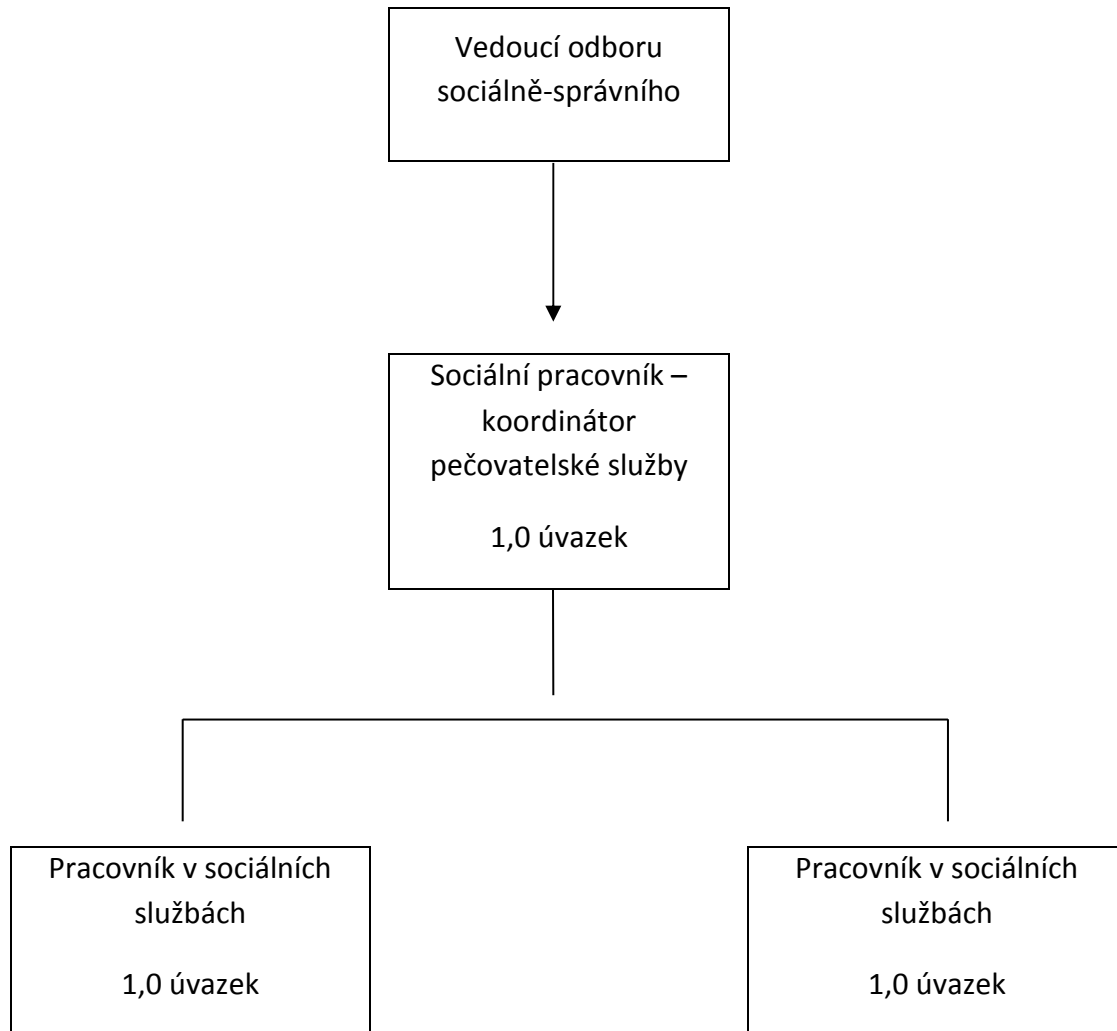 Vedoucí odboru
sociálně-správního
Sociální pracovník –
koordinátor
pečovatelské služby
1,0 úvazek
Pracovník v sociálních
službách
1,0 úvazek
Pracovník v sociálních
službách
1,0 úvazek